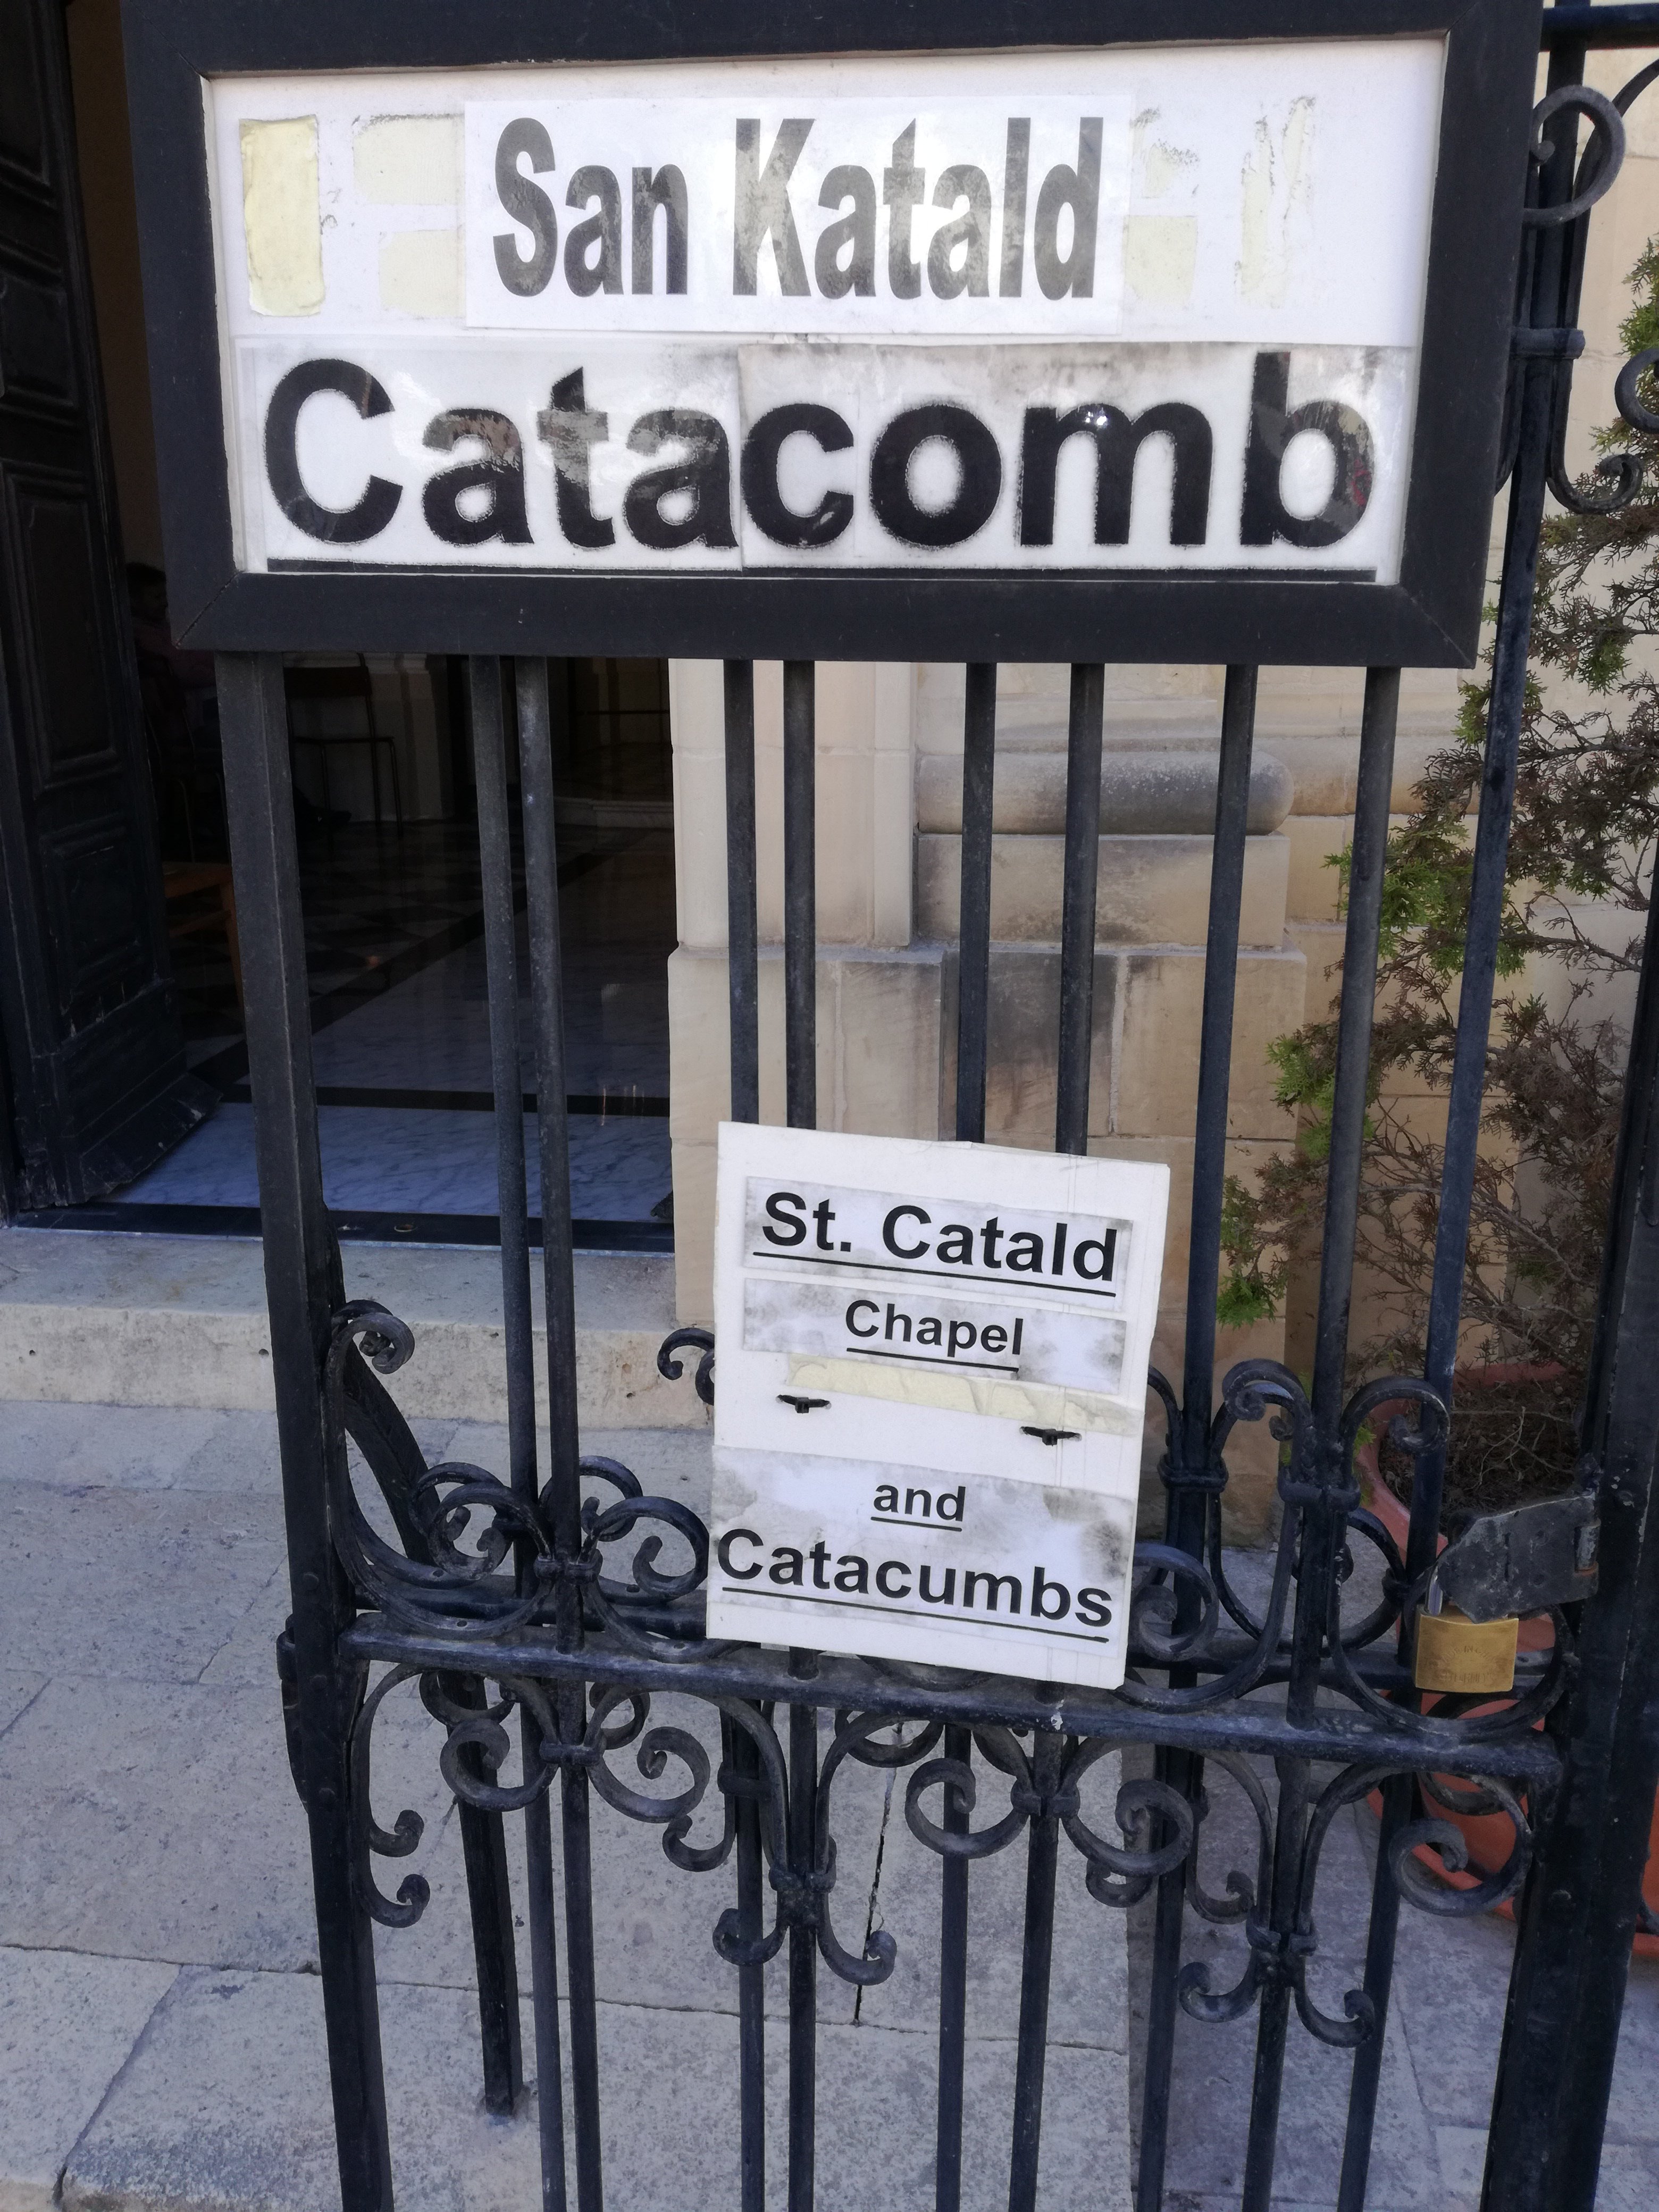 San Katald
Catacomb
St. Catald
Chapel
and
Catacumbs